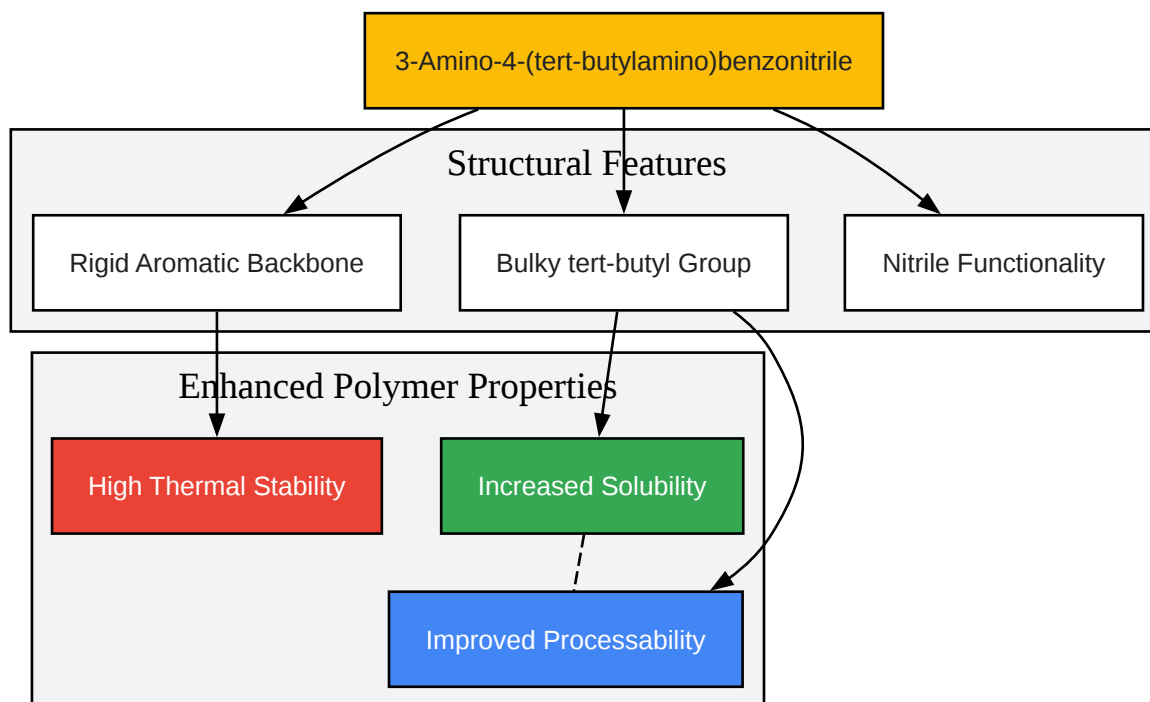 3-Amino-4-(tert-butylamino)benzonitrile
Structural Features
Rigid Aromatic Backbone
Bulky tert-butyl Group
Nitrile Functionality
Enhanced Polymer Properties
High Thermal Stability
Increased Solubility
Improved Processability